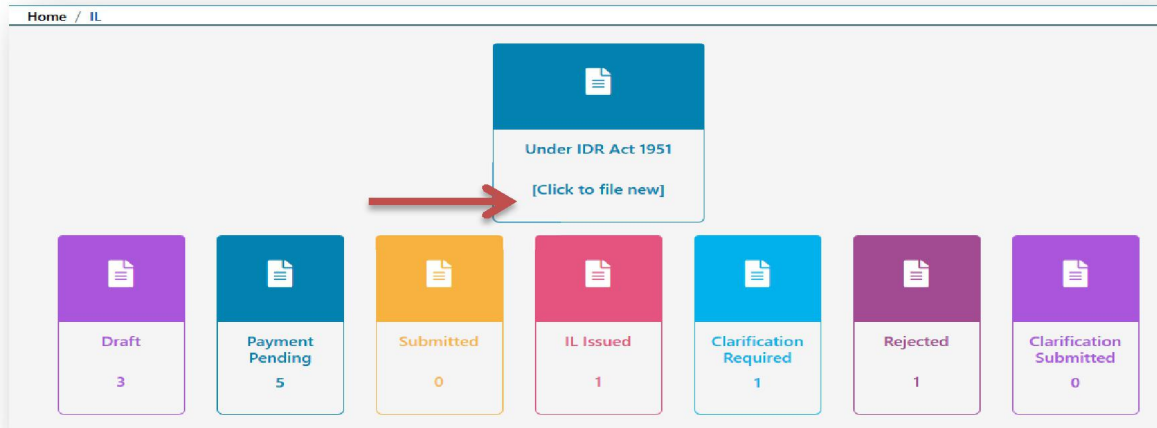 Home / IL
Under IDR Act 1951
[Click to file new]
Draft
3
Payment
Pending
5
Submitted
0
IL Issued
1
Clarification
Required
1
Rejected
1
Clarification
Submitted
0